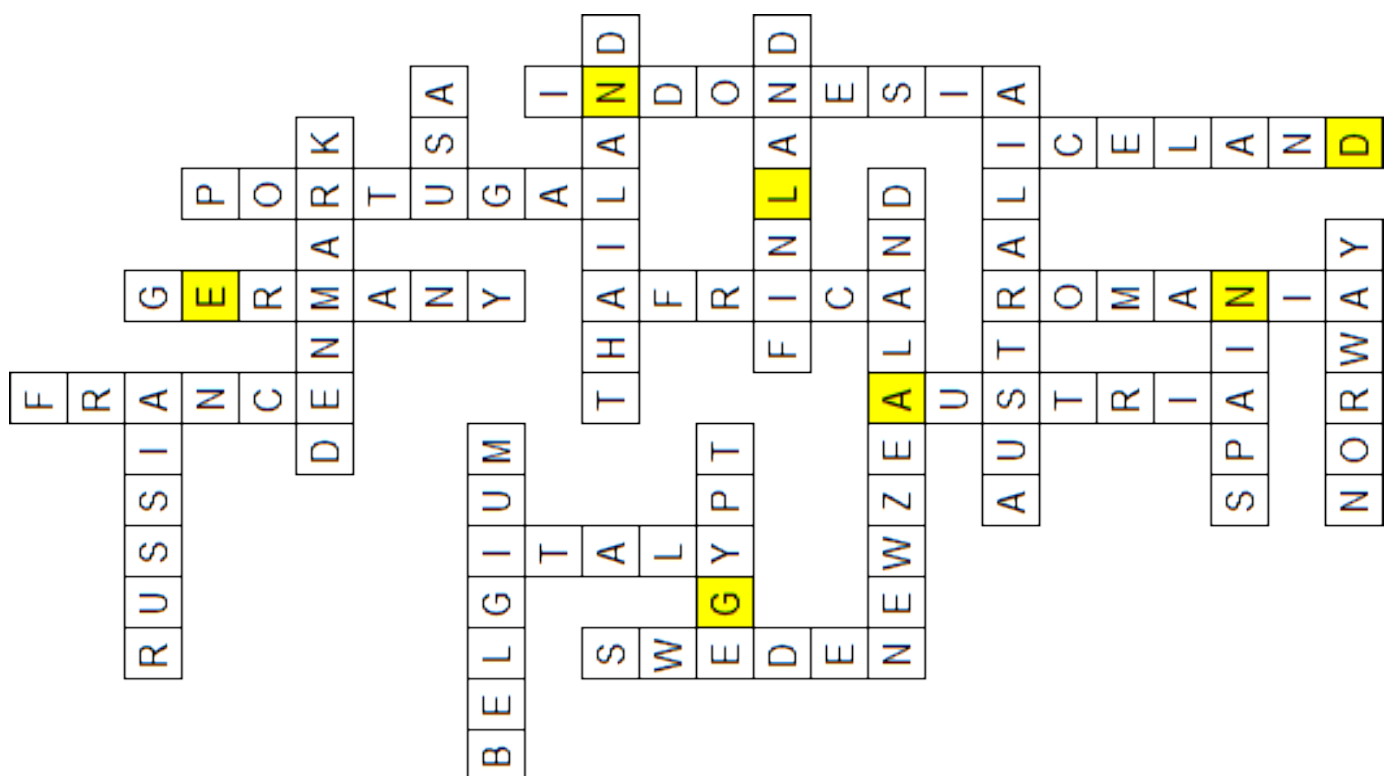 FRANCE
RUSSIA
GERMANY
PORTUGAL
DENMARK
USA
BELGIUM
ITALY
INDONESIA
THAILAND
AFRICA
SWEDEN
EGYPT
FINLAND
NEWZEALAND
AUSTRIA
AUSTRALIA
ROMANIA
ICELAND
SPAIN
NORWAY